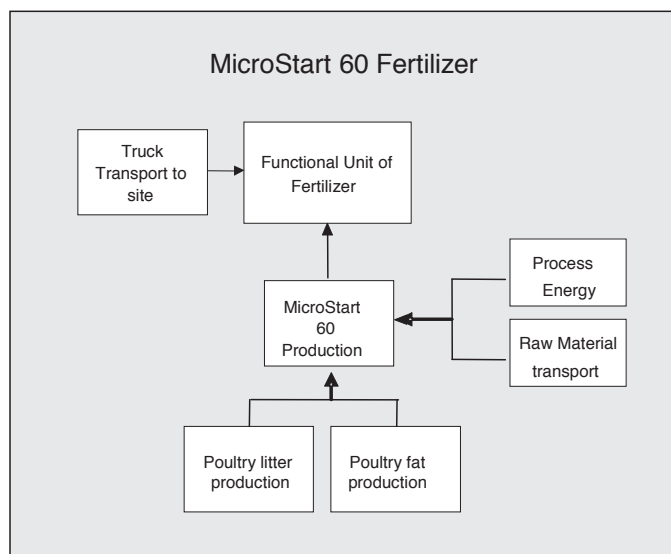 MicroStart 60 Fertilizer
Truck
Transport to
site
Functional Unit of
Fertilizer
MicroStart
60
Production
Process
Energy
Raw Material
transport
Poultry litter
production
Poultry fat
production